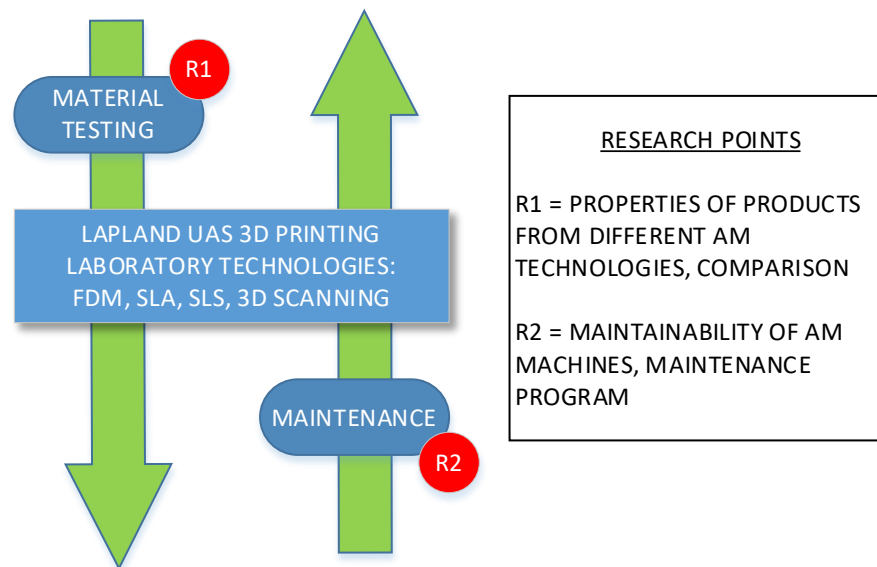 R1
MATERIAL
TESTING
LAPLAND UAS 3D PRINTING
LABORATORY TECHNOLOGIES:
FDM, SLA, SLS, 3D SCANNING
MAINTENANCE
R2
RESEARCH POINTS
R1 = PROPERTIES OF PRODUCTS
FROM DIFFERENT AM
TECHNOLOGIES, COMPARISON
R2 = MAINTAINABILITY OF AM
MACHINES, MAINTENANCE
PROGRAM